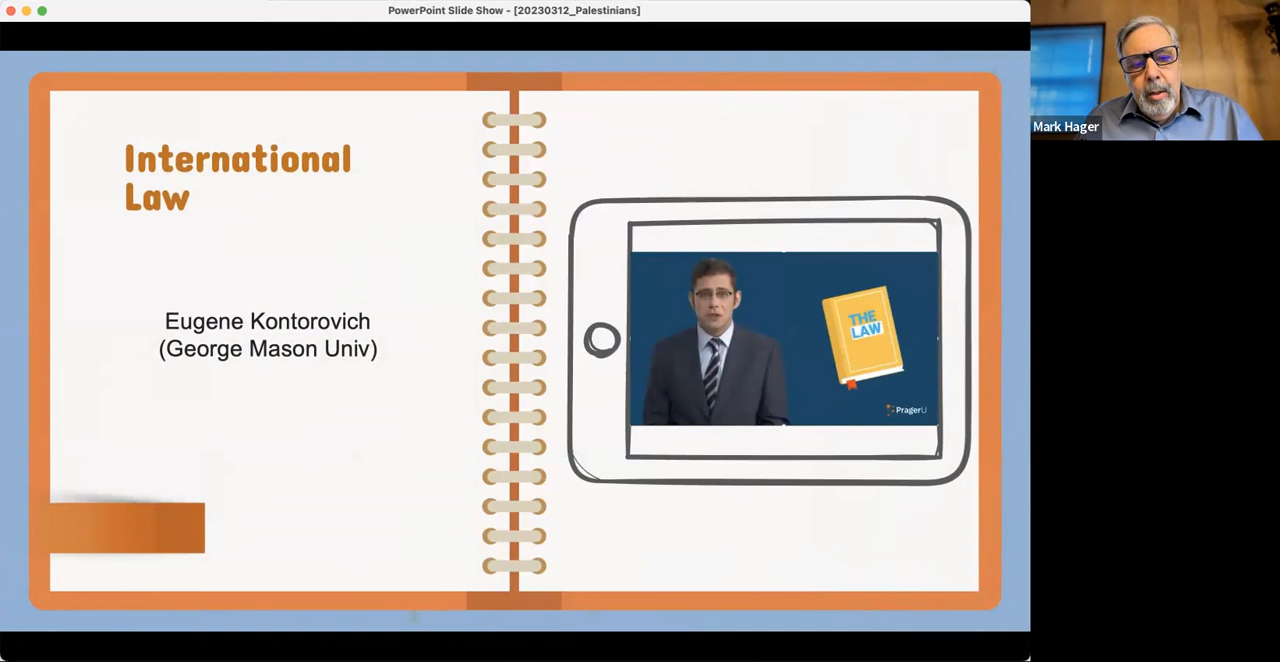 PowerPoint Slide Show - [20230312_Palestinians]
International
Law
Eugene Kontorovich
(George Mason Univ)
THE
LAW
PragerU
Mark Hager